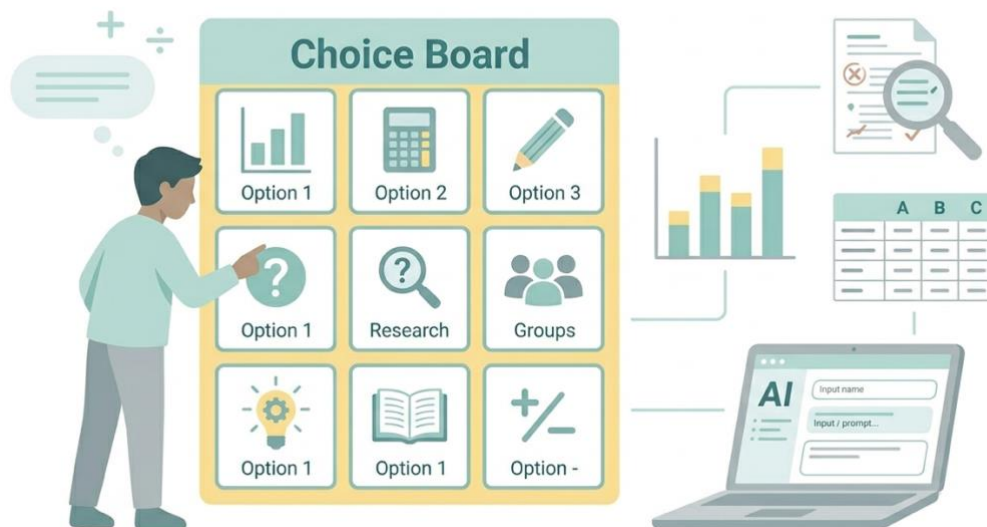 Choice Board
Option 1
Option 2
Option 3
?
Option 1
?
Research
Groups
Option 1
Option 1
Option -
A B C
AI
Input name
Input / prompt...